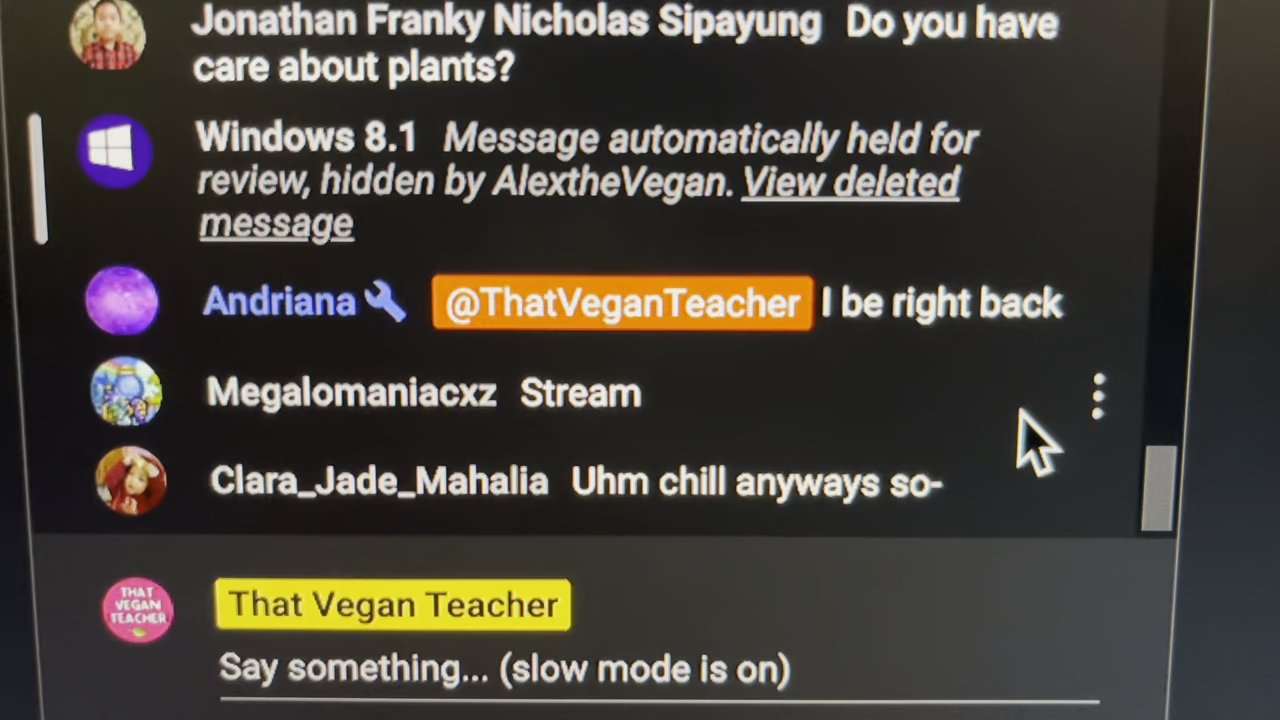 Jonathan Franky Nicholas Sipayung Do you have
care about plants?
Windows 8.1 Message automatically held for
review, hidden by AlextheVegan. View deleted
message
Andriana @ThatVeganTeacher I be right back
Megalomaniacxz Stream
Clara_Jade_Mahalia Uhm chill anyways so-
THAT
VEGAN
TEACHER
That Vegan Teacher
Say something... (slow mode is on)